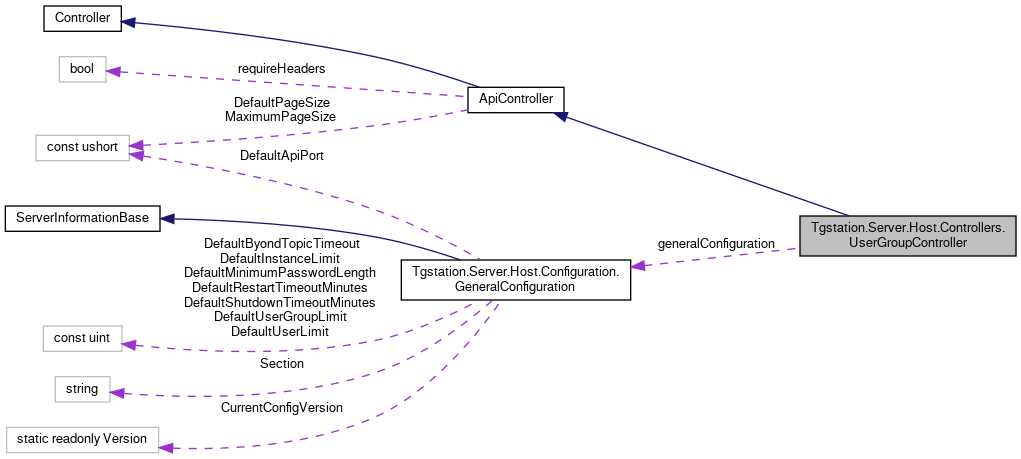 Controller
bool
requireHeaders
ApiController
DefaultPageSize
MaximumPageSize
const ushort
DefaultApiPort
ServerInformationBase
Tgstation.Server.Host.Controllers.
UserGroupController
generalConfiguration
DefaultByondTopicTimeout
DefaultInstanceLimit
DefaultMinimumPasswordLength
DefaultRestartTimeoutMinutes
DefaultShutdownTimeoutMinutes
DefaultUserGroupLimit
DefaultUserLimit
Tgstation.Server.Host.Configuration.
GeneralConfiguration
const uint
Section
string
CurrentConfigVersion
static readonly Version